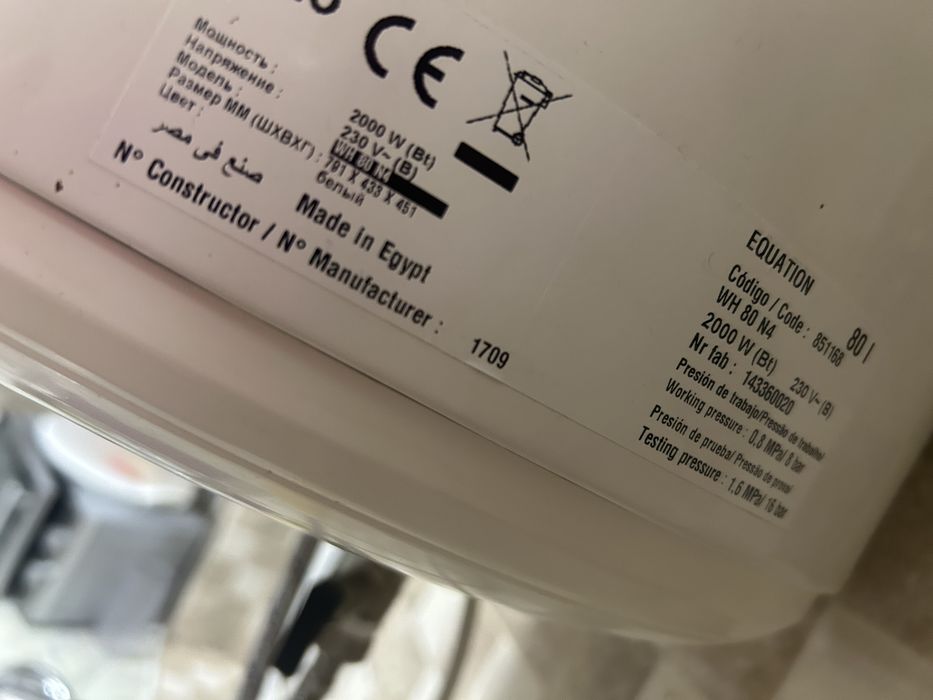 CE
Мощность :
Напряжение :
Модель :
Размер ММ (ШХВХГ) :
Цвет :
2000 W (Bt)
230 V~ (B)
791 X 433 X 451
белый
صنع في مصر
Made in Egypt
N° Constructor / N° Manufacturer : 1709
EQUATION
80 l
Código / Code : 851168
WH 80 N4
2000 W (Bt) 230 V~ (B)
Nr fab : 143360020
Presión de trabajo/Pressão de trabalho/
Working pressure : 0,8 MPa/ 8 bar
Presión de prueba/ Pressão de prova/
Testing pressure : 1,6 MPa/ 16 bar